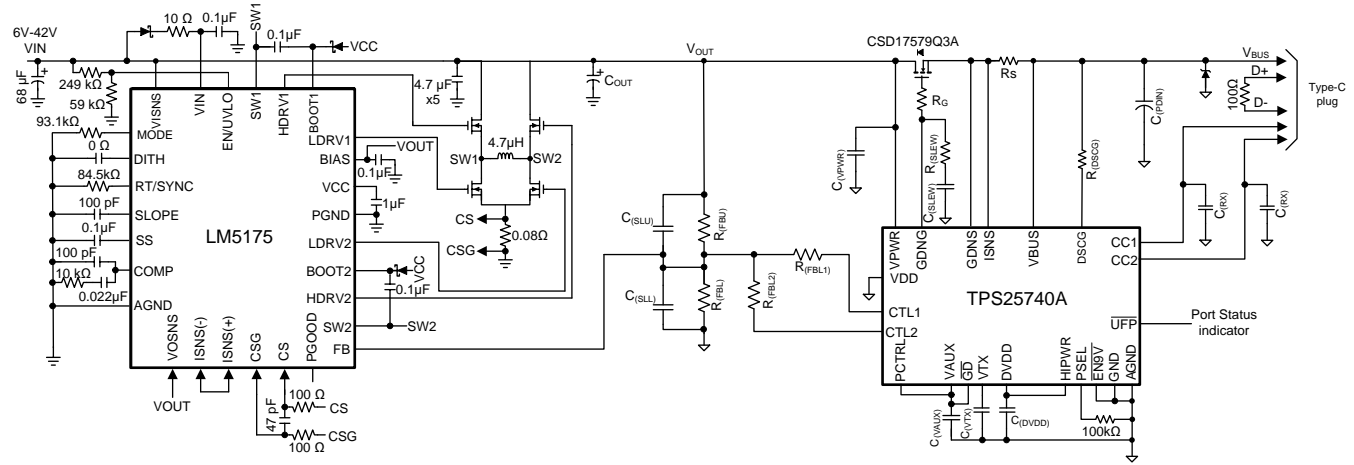 6V-42V
VIN
10 Ω
0.1µF
SW1
0.1µF
VCC
VOUT
CSD17579Q3A
VBUS
68 µF
+
249 kΩ
59 kΩ
4.7 µF
x5
+
COUT
RG
Rs
D+
100Ω
D-
Type-C
plug
C(PDIN)
VISNS
VIN
EN/UVLO
SW1
HDRV1
BOOT1
93.1kΩ
MODE
0 Ω
DITH
84.5kΩ
RT/SYNC
100 pF
SLOPE
0.1µF
SS
100 pF
COMP
10 kΩ
0.022µF
AGND
LM5175
LDRV1
BIAS
VCC
PGND
LDRV2
BOOT2
HDRV2
SW2
FB
VOUT
0.1µF
1µF
VCC
0.1µF
SW2
SW1
4.7µH
SW2
CS
CSG
0.08Ω
VOSNS
ISNS(-)
ISNS(+)
CSG
CS
PGOOD
VOUT
47 pF
100 Ω
CS
100 Ω
CSG
C(VPWR)
R(SLEW)
C(SLEW)
R(DSCG)
C(RX)
C(RX)
C(SLU)
R(FBU)
C(SLL)
R(FBL)
R(FBL1)
R(FBL2)
VPWR
GDNG
GDNS
ISNS
VBUS
DSCG
CC1
CC2
VDD
TPS25740A
CTL1
CTL2
UFP
Port Status
indicator
PCTRL
VAUX
GD
VTX
DVDD
HIPWR
PSEL
EN9V
GND
AGND
C(VAUX)
C(VTX)
C(DVDD)
100kΩ